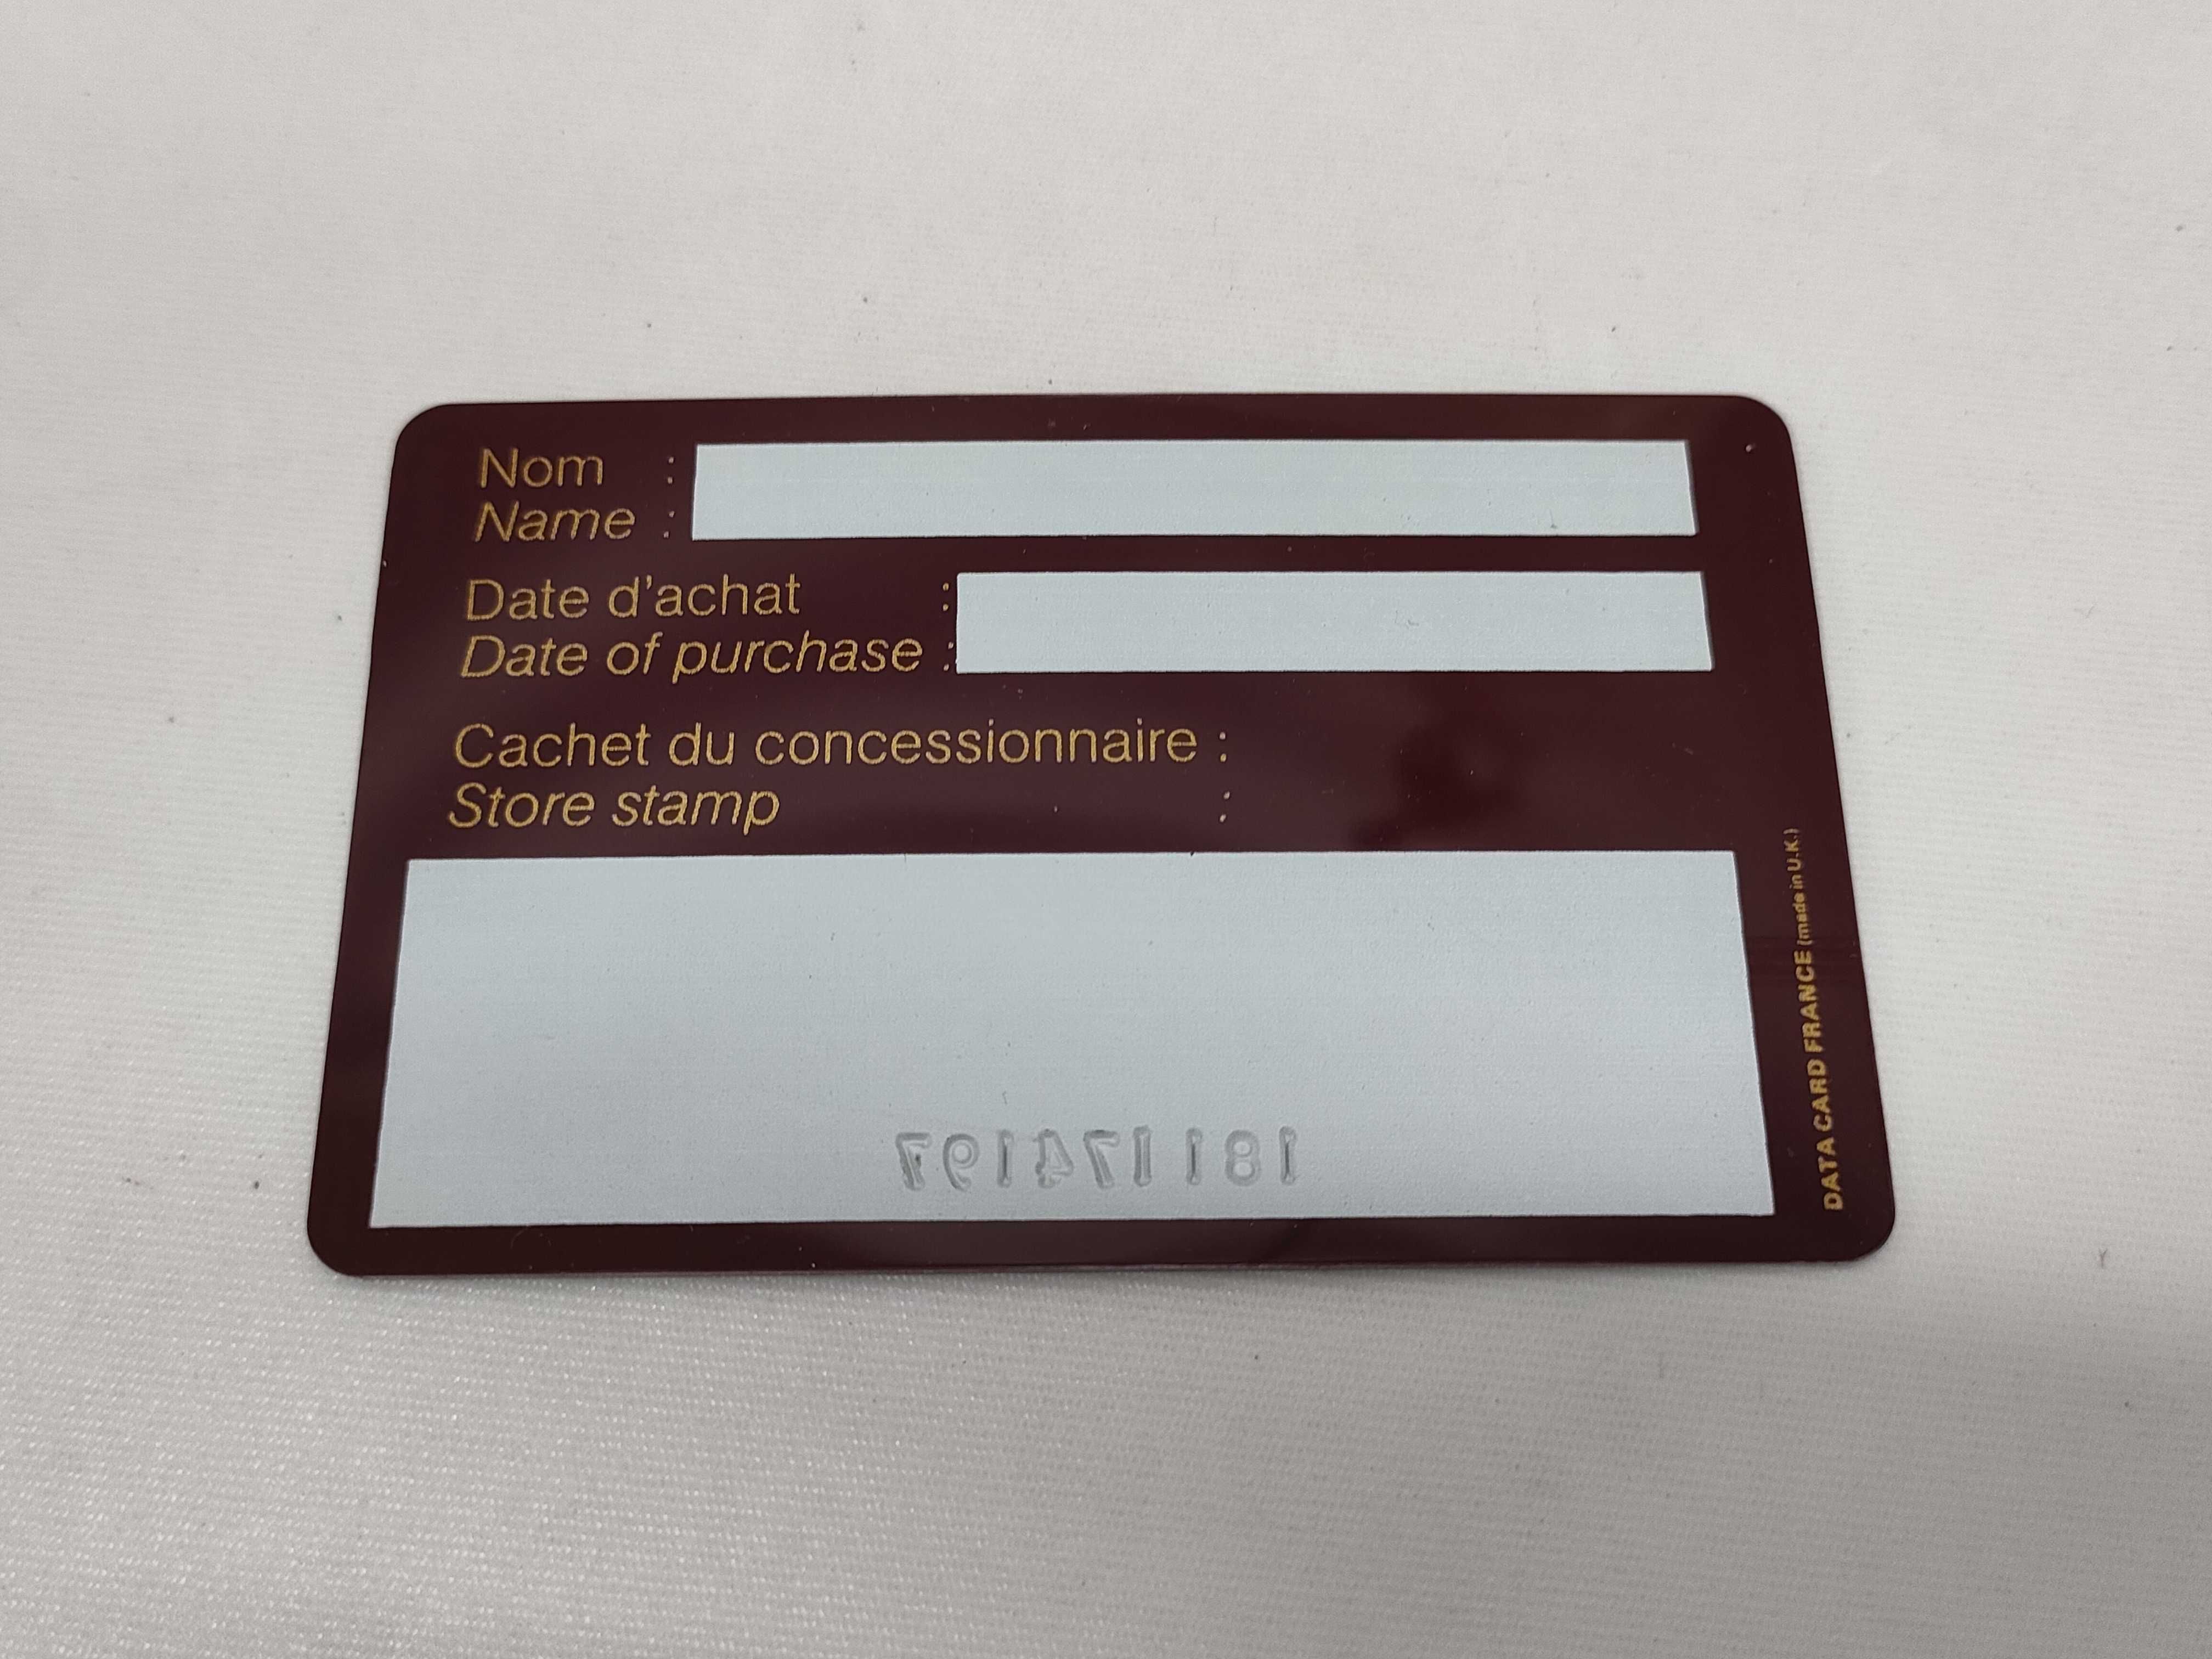 Nom :
Name :
Date d'achat :
Date of purchase :
Cachet du concessionnaire :
Store stamp :
DATA CARD FRANCE (made in U.K.)